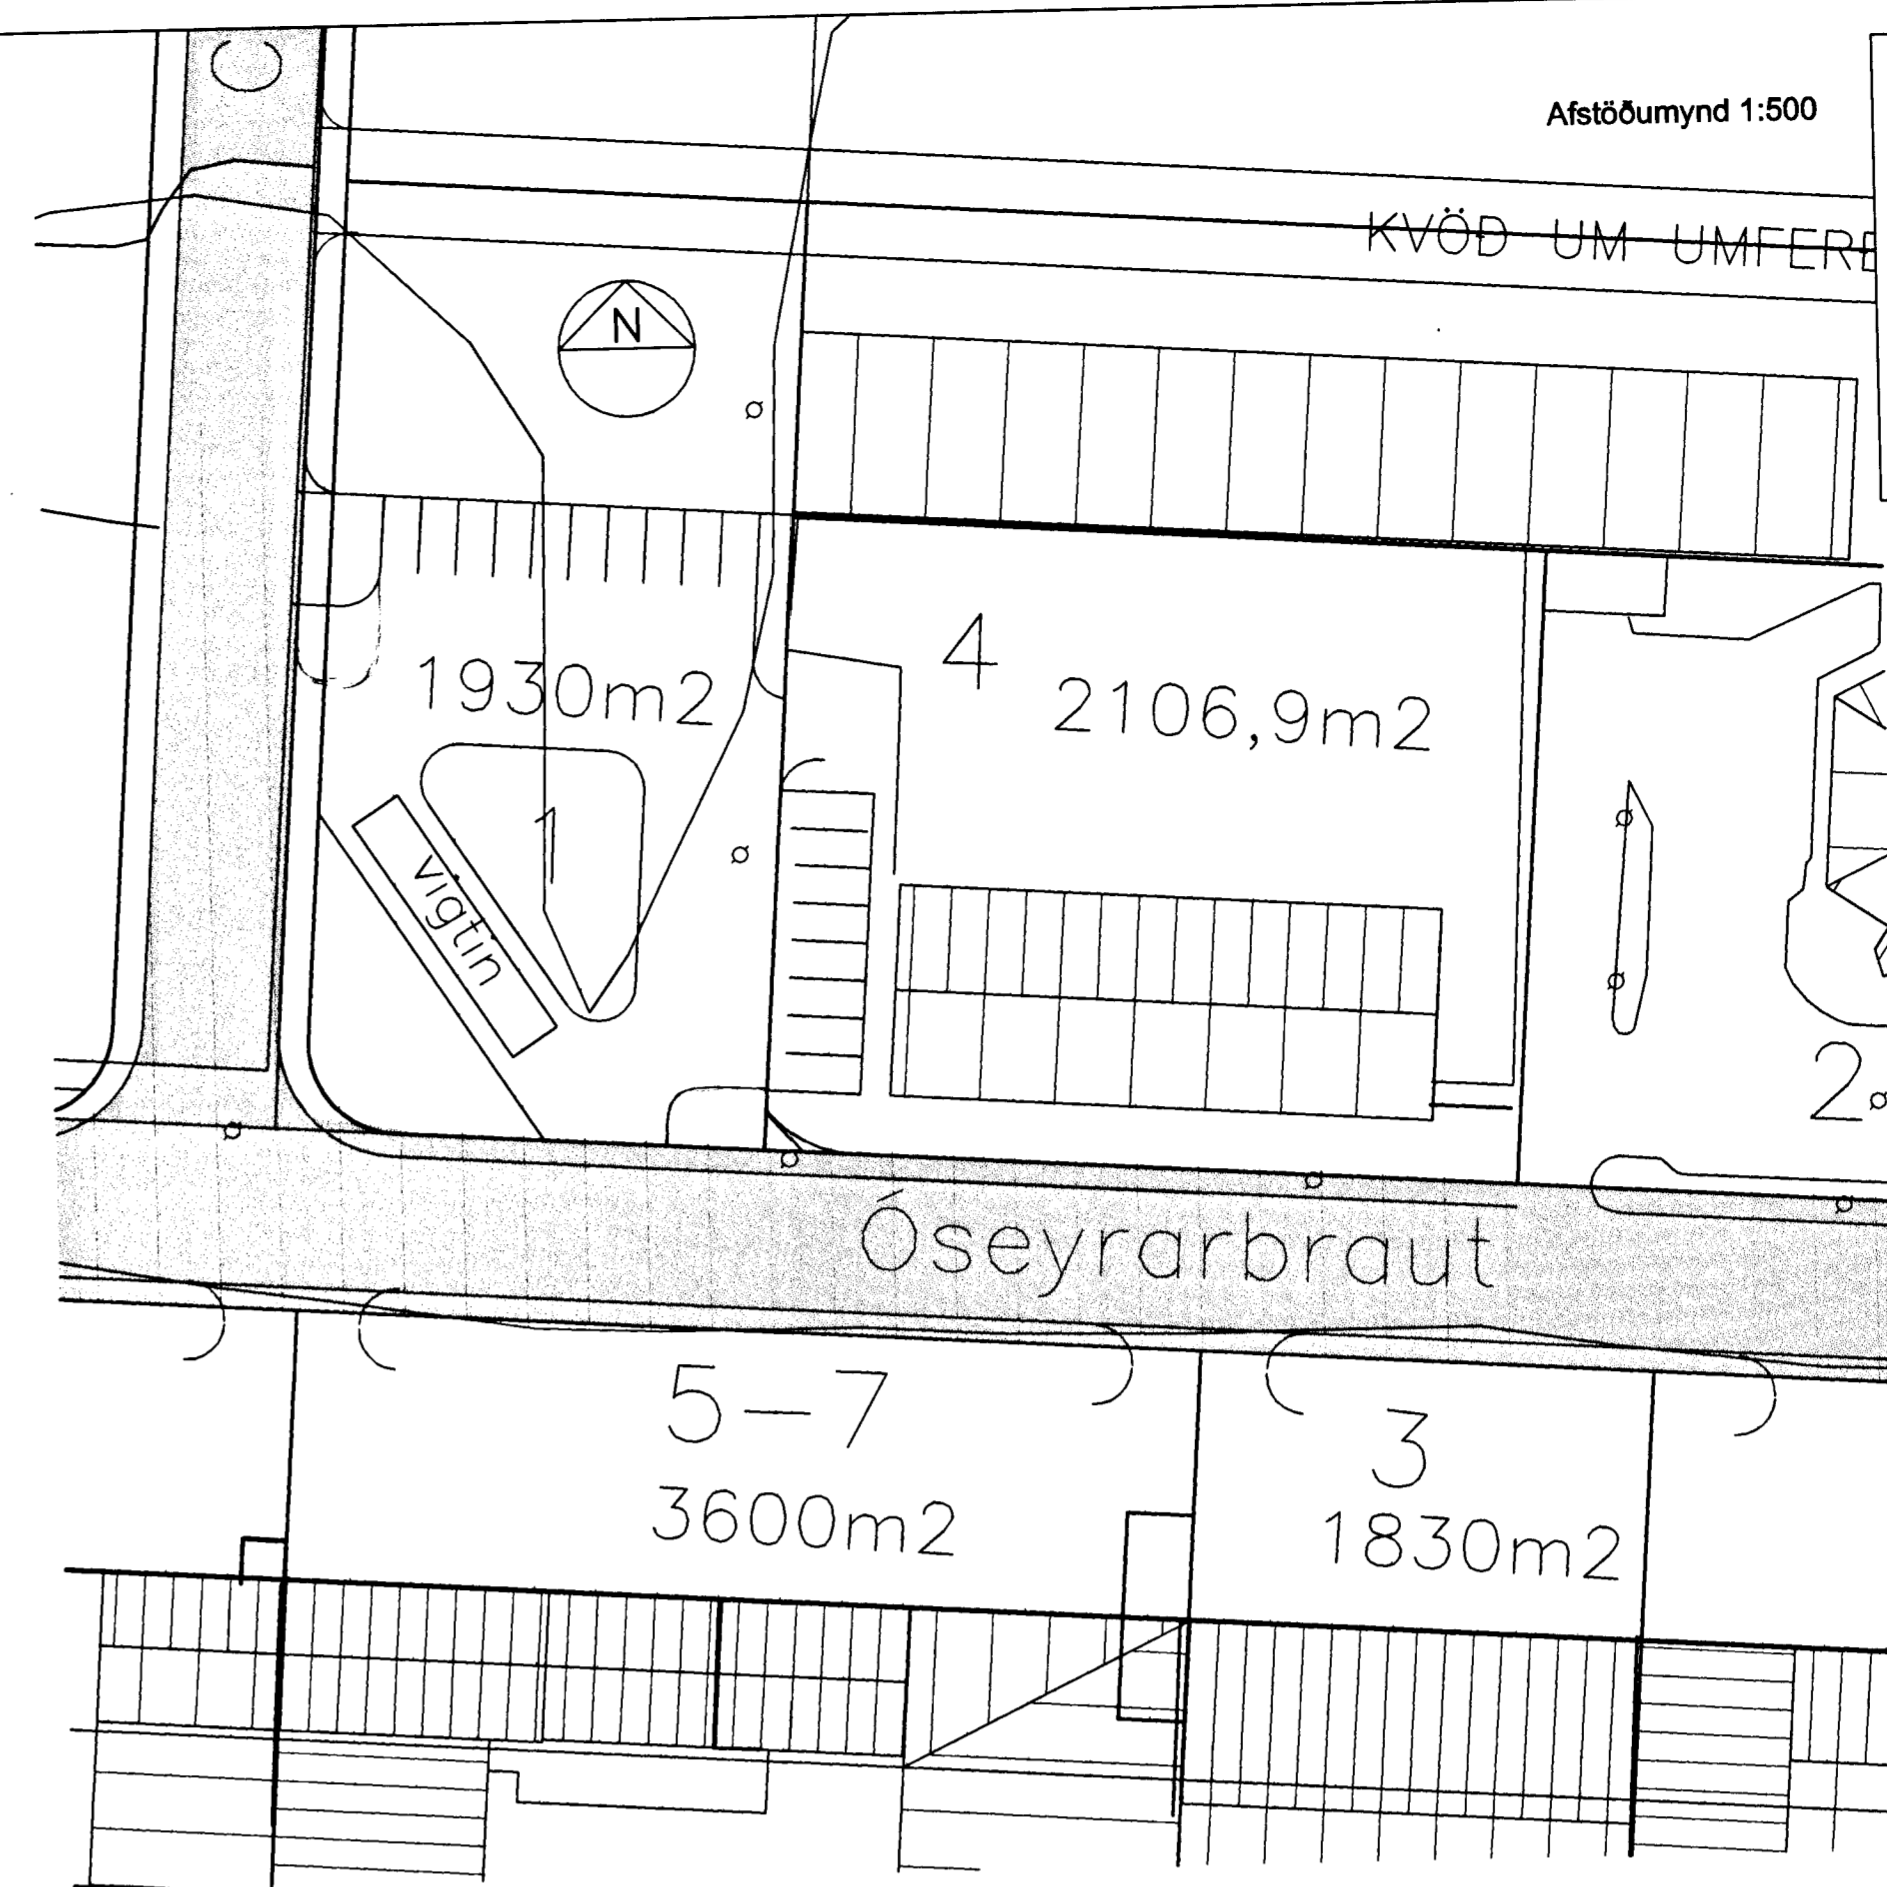 Afstöðumynd 1:500
KVÖÐ UM UMFERÐ
N
4
1930m2
2106,9m2
1
vigtin
2
Óseyrarbraut
5-7
3
3600m2
1830m2